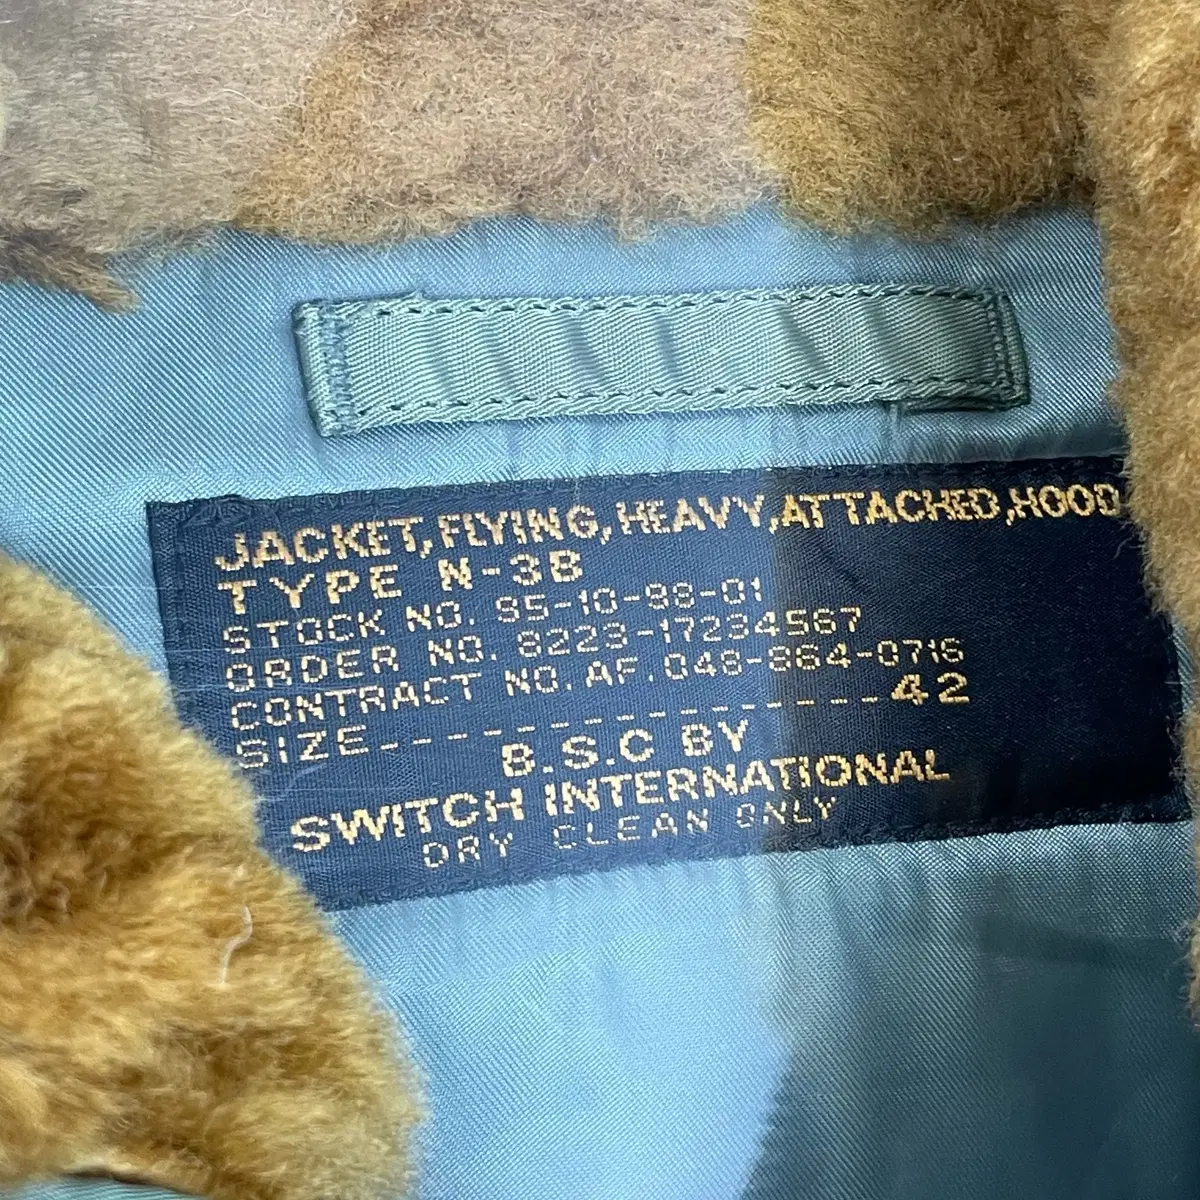 JACKET,FLYING,HEAVY,ATTACHED,HOOD
TYPE N-3B
STOCK NO. 85-10-88-01
ORDER NO. 8223-17234567
CONTRACT NO. AF. 048-864-0716
SIZE--------------42
B.S.C BY
SWITCH INTERNATIONAL
DRY CLEAN ONLY